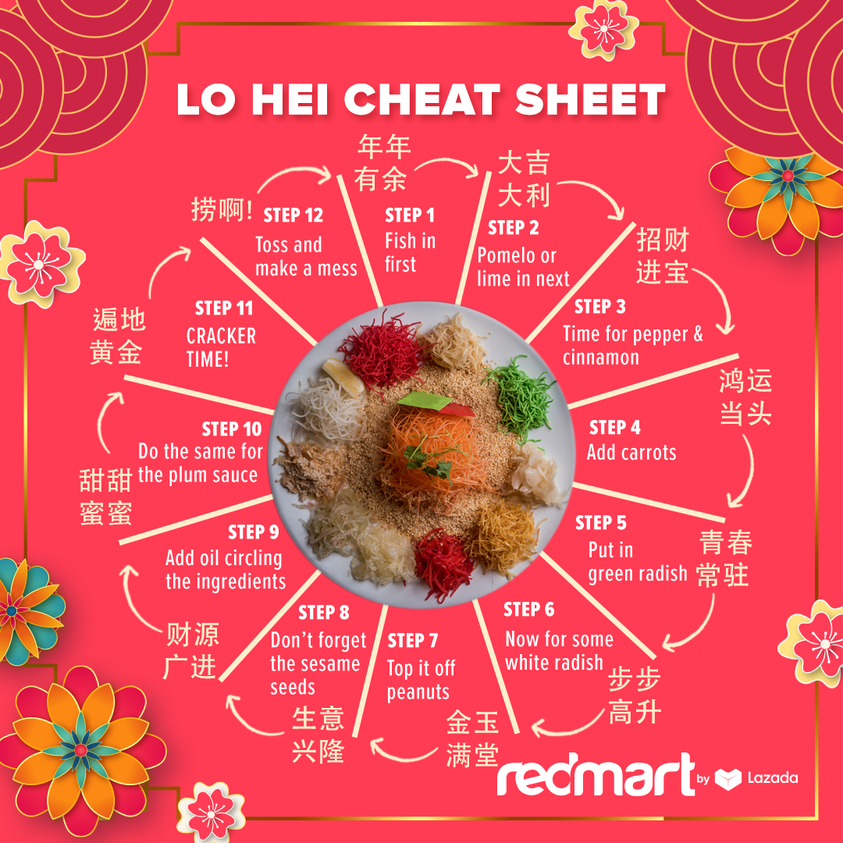 LO HEI CHEAT SHEET
年年
有余
STEP 1
Fish in
first
大吉
大利
STEP 2
Pomelo or
lime in next
招财
进宝
STEP 3
Time for pepper &
cinnamon
鸿运
当头
STEP 4
Add carrots
青春
常驻
STEP 5
Put in
green radish
步步
高升
STEP 6
Now for some
white radish
金玉
满堂
STEP 7
Top it off
peanuts
生意
兴隆
STEP 8
Don't forget
the sesame
seeds
财源
广进
STEP 9
Add oil circling
the ingredients
甜甜
蜜蜜
STEP 10
Do the same for
the plum sauce
遍地
黄金
STEP 11
CRACKER
TIME!
捞啊!
STEP 12
Toss and
make a mess
redmart by Lazada